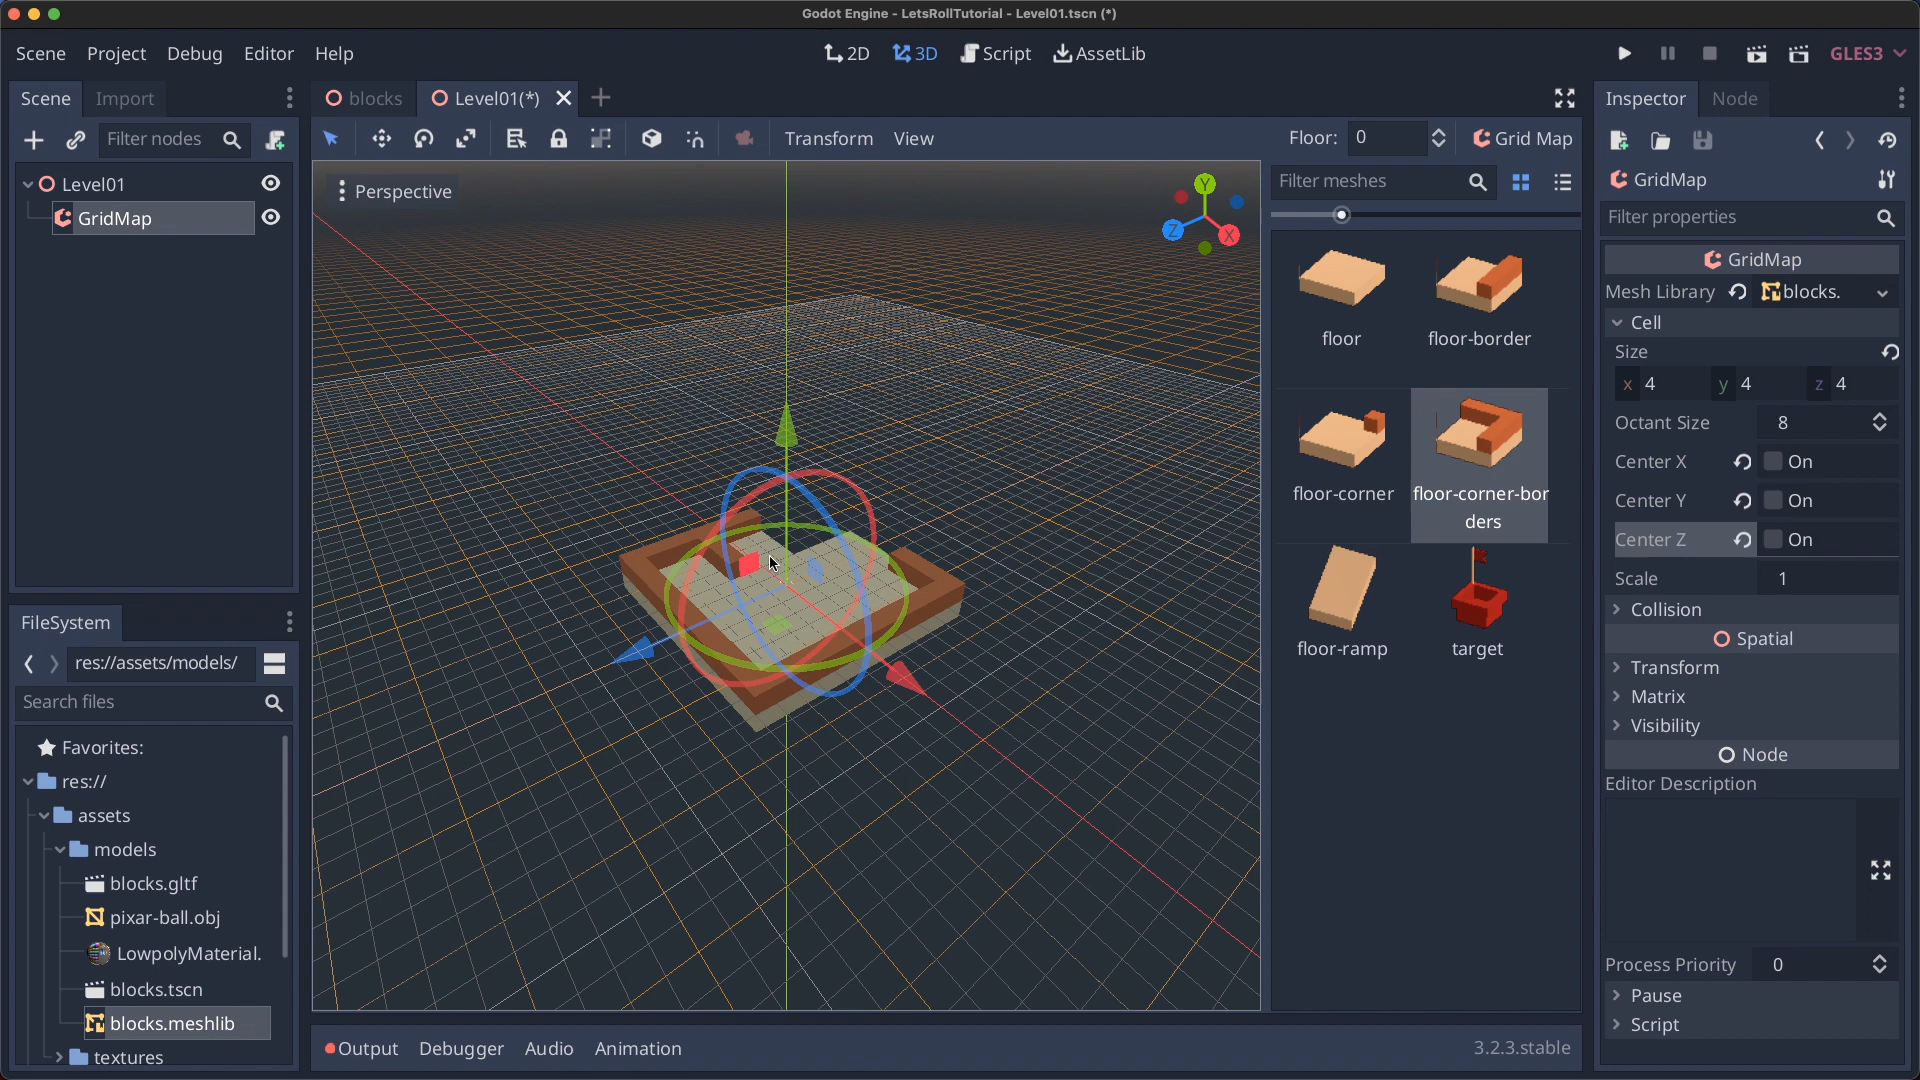 Godot Engine - LetsRollTutorial - Level01.tscn (*)
Scene Project Debug Editor Help
2D 3D Script AssetLib
GLES3
Scene Import
blocks Level01(*)
Inspector Node
Filter nodes
Transform View
Floor: 0 Grid Map
Level01
GridMap
Perspective
Y
Z
X
Filter meshes
floor
floor-border
floor-corner
floor-corner-bor
ders
floor-ramp
target
GridMap
Filter properties
GridMap
Mesh Library blocks.
Cell
Size
x 4 y 4 z 4
Octant Size 8
Center X On
Center Y On
Center Z On
Scale 1
Collision
Spatial
Transform
Matrix
Visibility
Node
Editor Description
Process Priority 0
Pause
Script
FileSystem
res://assets/models/
Search files
Favorites:
res://
assets
models
blocks.gltf
pixar-ball.obj
LowpolyMaterial.
blocks.tscn
blocks.meshlib
textures
Output Debugger Audio Animation
3.2.3.stable